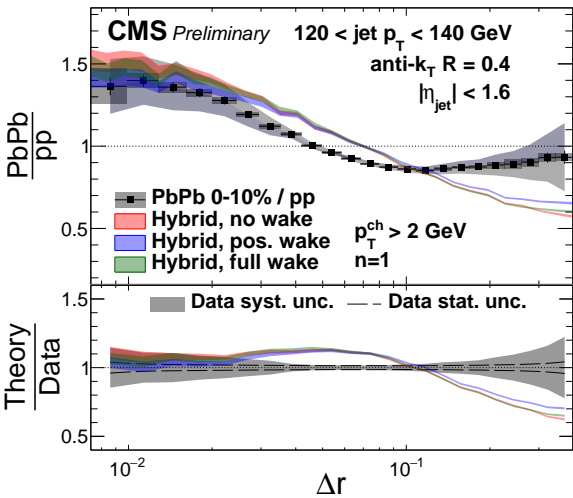 CMS Preliminary
120 < jet p_T < 140 GeV
anti-k_T R = 0.4
|η_jet| < 1.6
PbPb
pp
1.5
1
0.5
PbPb 0-10% / pp
Hybrid, no wake
Hybrid, pos. wake
Hybrid, full wake
p_T^ch > 2 GeV
n=1
Data syst. unc.
Data stat. unc.
Theory
Data
1.5
1
0.5
10⁻²
10⁻¹
Δr